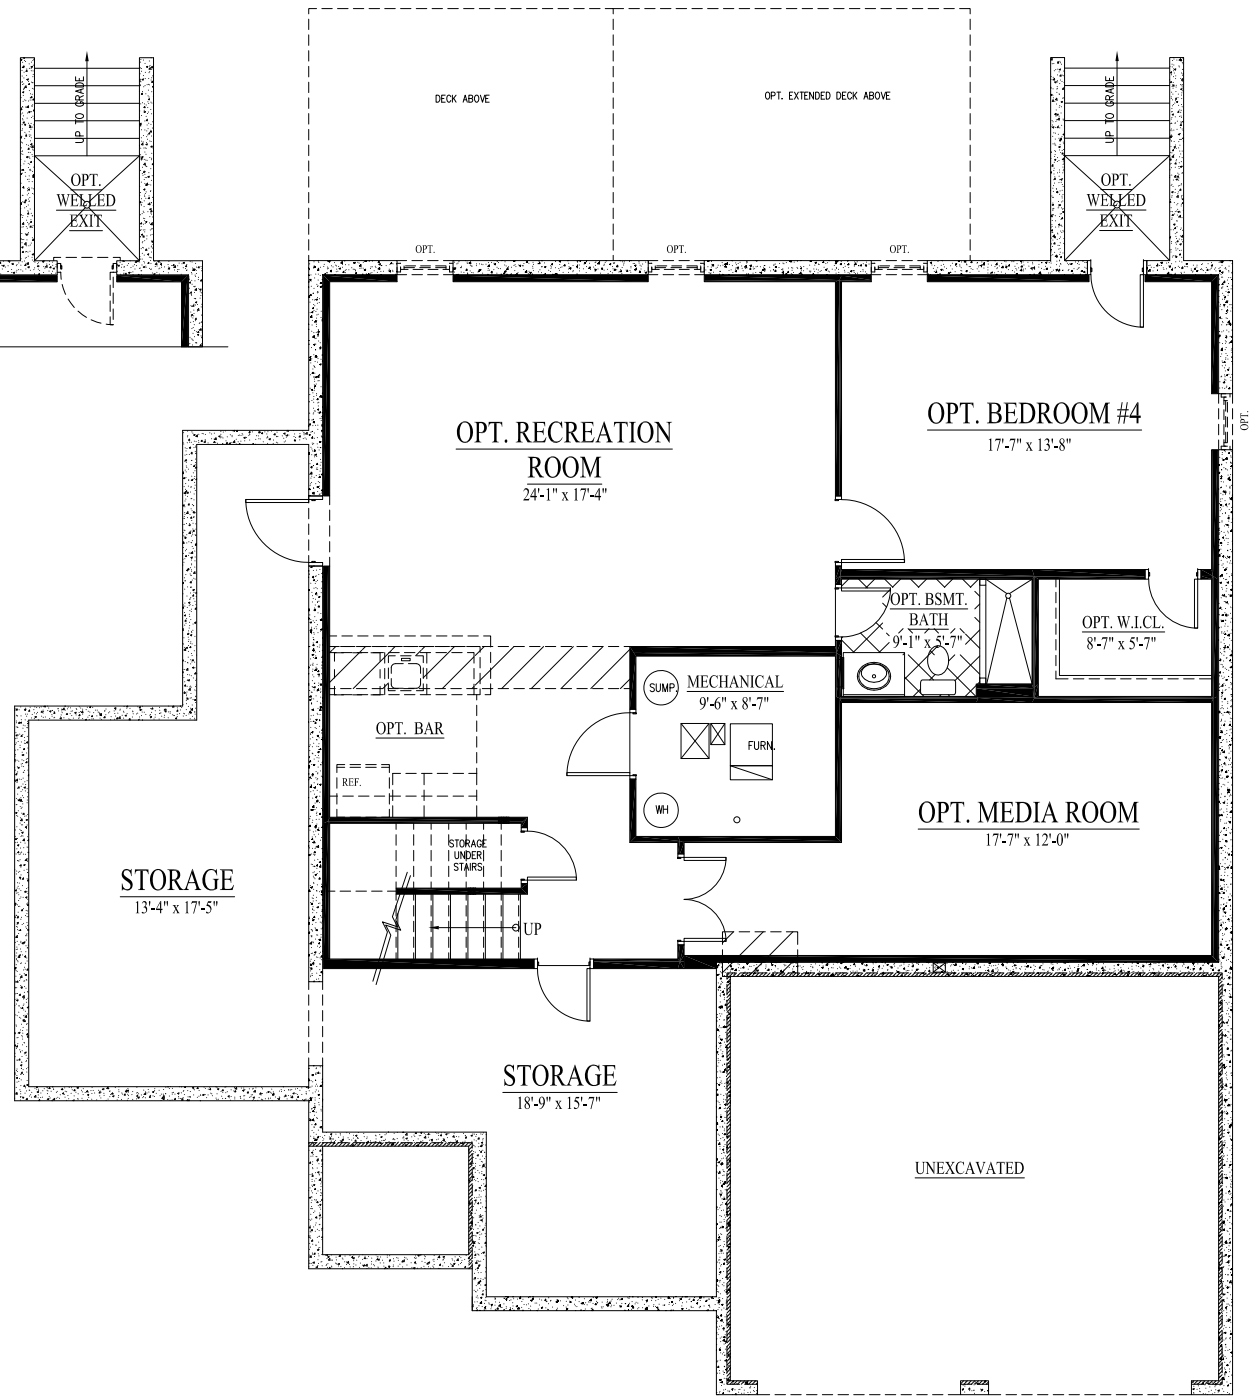 DECK ABOVE
OPT. EXTENDED DECK ABOVE
UP TO GRADE
OPT.
WELLED
EXIT
UP TO GRADE
OPT.
WELLED
EXIT
OPT.
OPT.
OPT.
OPT. RECREATION
ROOM
24'-1" x 17'-4"
OPT. BEDROOM #4
17'-7" x 13'-8"
OPT.
OPT. BSMT.
BATH
9'-1" x 5'-7"
OPT. W.I.CL.
8'-7" x 5'-7"
SUMP.
MECHANICAL
9'-6" x 8'-7"
FURN.
WH
OPT. BAR
REF.
STORAGE
UNDER
STAIRS
UP
OPT. MEDIA ROOM
17'-7" x 12'-0"
STORAGE
13'-4" x 17'-5"
STORAGE
18'-9" x 15'-7"
UNEXCAVATED